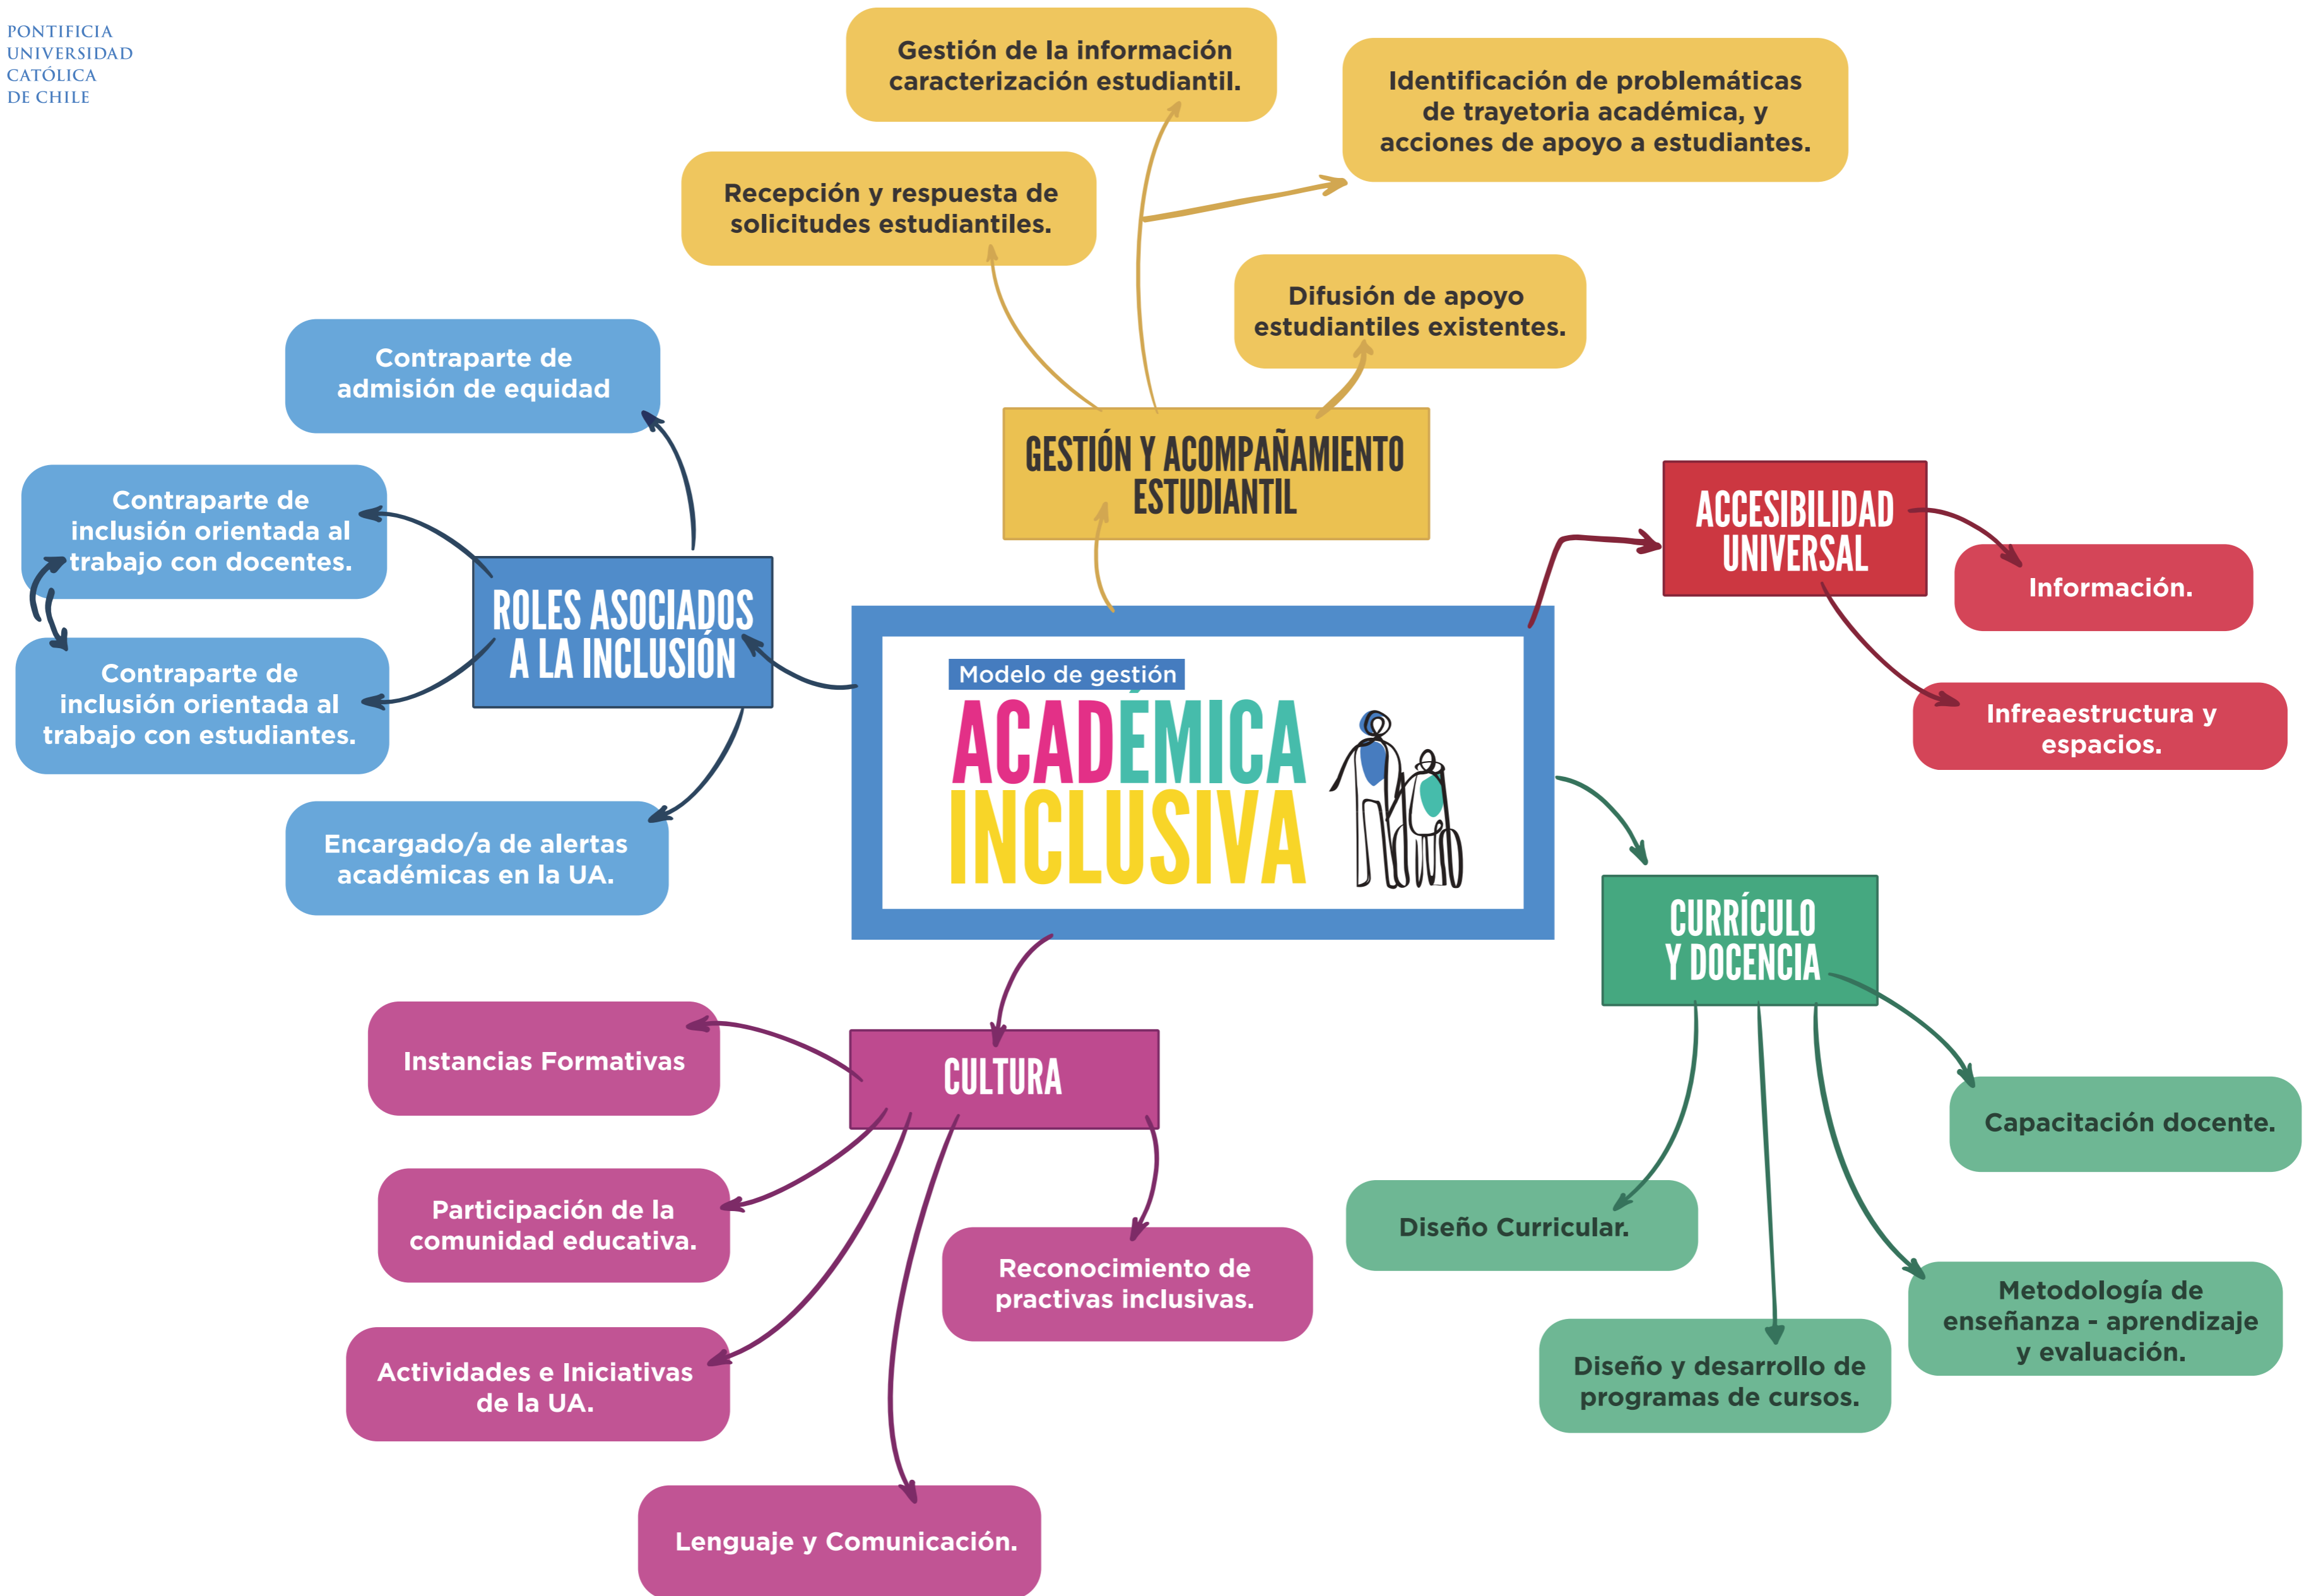 PONTIFICIA
UNIVERSIDAD
CATÓLICA
DE CHILE
Gestión de la información
caracterización estudiantil.
Identificación de problemáticas
de trayetoria académica, y
acciones de apoyo a estudiantes.
Recepción y respuesta de
solicitudes estudiantiles.
Difusión de apoyo
estudiantiles existentes.
GESTIÓN Y ACOMPAÑAMIENTO
ESTUDIANTIL
Contraparte de
admisión de equidad
Contraparte de
inclusión orientada al
trabajo con docentes.
ROLES ASOCIADOS
A LA INCLUSIÓN
Contraparte de
inclusión orientada al
trabajo con estudiantes.
Encargado/a de alertas
académicas en la UA.
ACCESIBILIDAD
UNIVERSAL
Información.
Infreaestructura y
espacios.
Modelo de gestión
ACADÉMICA
INCLUSIVA
CURRÍCULO
Y DOCENCIA
Capacitación docente.
Diseño Curricular.
Metodología de
enseñanza - aprendizaje
y evaluación.
Diseño y desarrollo de
programas de cursos.
CULTURA
Instancias Formativas
Participación de la
comunidad educativa.
Reconocimiento de
practivas inclusivas.
Actividades e Iniciativas
de la UA.
Lenguaje y Comunicación.